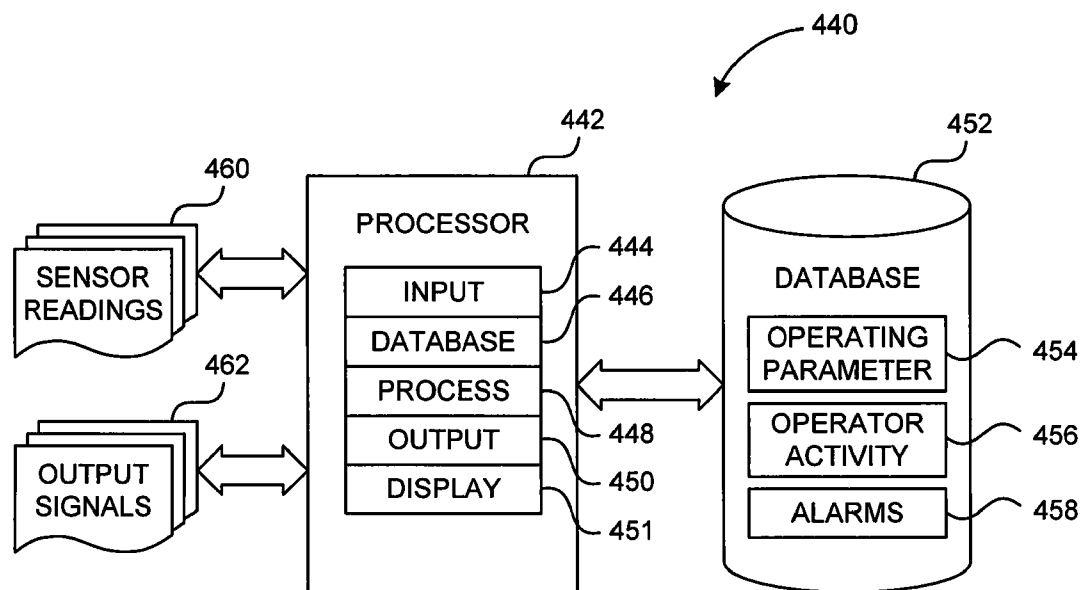 440
442
452
460
PROCESSOR
444
SENSOR
READINGS
INPUT
446
DATABASE
DATABASE
OPERATING
PARAMETER
454
462
PROCESS
448
OUTPUT
450
OPERATOR
ACTIVITY
456
OUTPUT
SIGNALS
DISPLAY
451
ALARMS
458